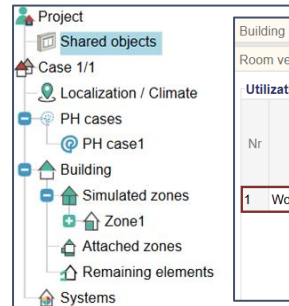 Project
Shared objects
Case 1/1
Localization / Climate
PH cases
PH case1
Building
Simulated zones
Zone1
Attached zones
Remaining elements
Systems
Building
Room ve
Utilizat
Nr
1 Wo